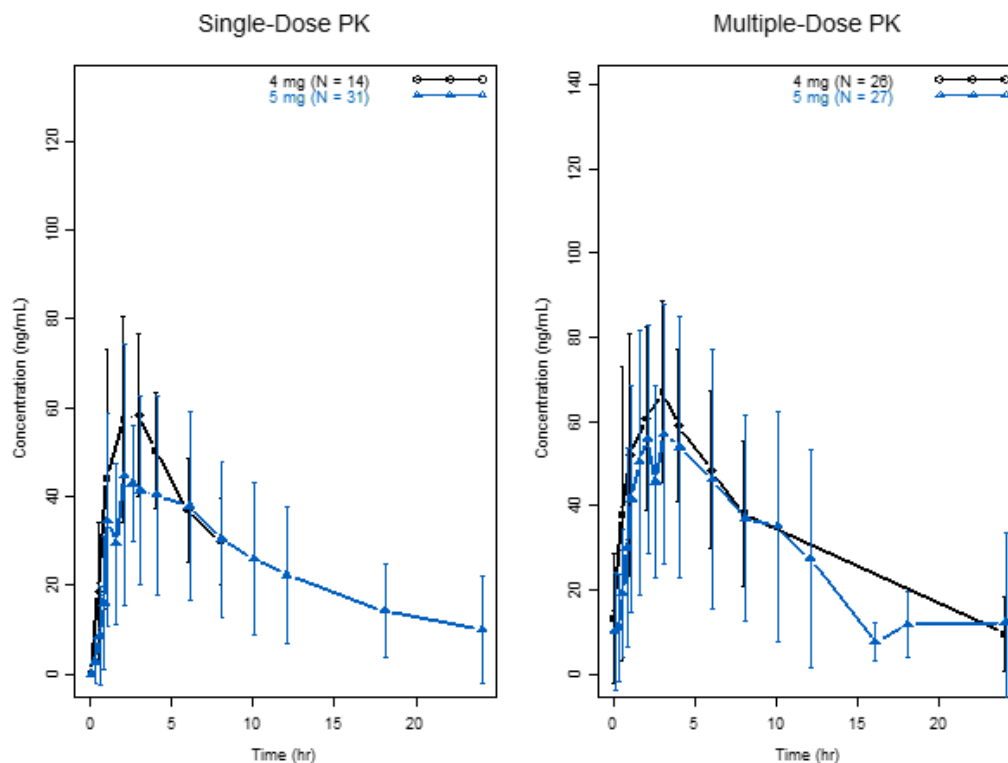 Single-Dose PK
4 mg (N = 14)
5 mg (N = 31)
120
100
80
60
40
20
0
Concentration (ng/mL)
0 5 10 15 20
Time (hr)
Multiple-Dose PK
4 mg (N = 26)
5 mg (N = 27)
140
120
100
80
60
40
20
0
Concentration (ng/mL)
0 5 10 15 20
Time (hr)